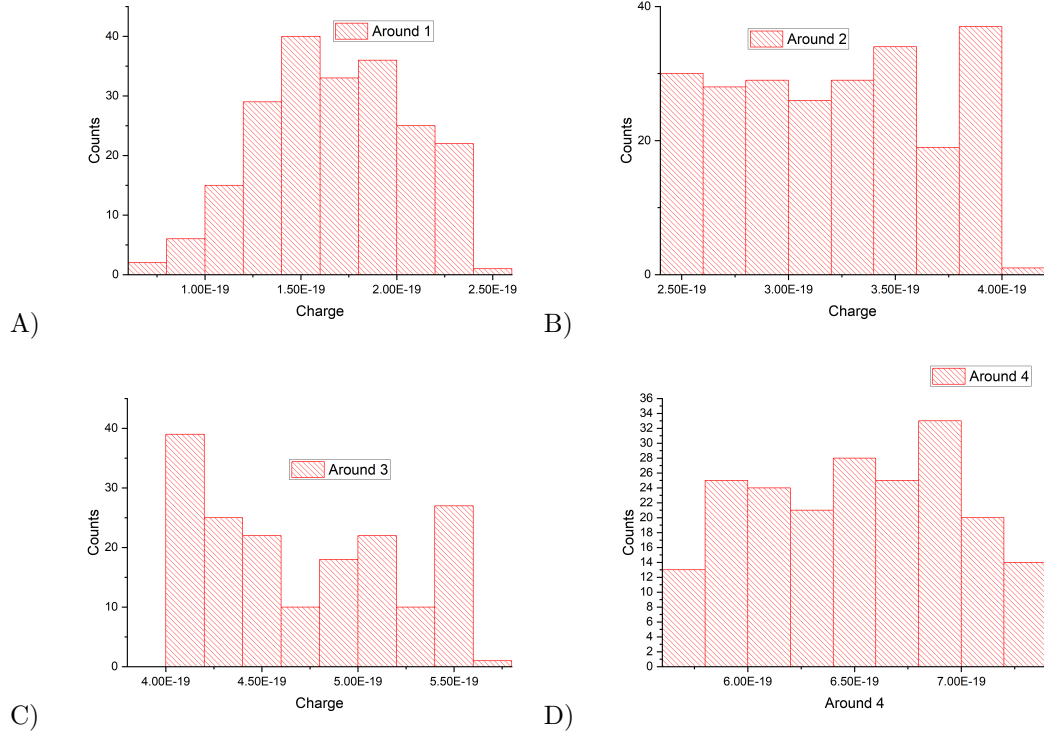 Around 1
Counts
40
30
20
10
0
1.00E-19 1.50E-19 2.00E-19 2.50E-19
Charge
A)
Around 2
Counts
40
20
0
2.50E-19 3.00E-19 3.50E-19 4.00E-19
Charge
B)
Around 3
Counts
40
30
20
10
0
4.00E-19 4.50E-19 5.00E-19 5.50E-19
Charge
C)
Around 4
Counts
36
34
32
30
28
26
24
22
20
18
16
14
13
12
10
8
6
4
2
0
6.00E-19 6.50E-19 7.00E-19
Around 4
D)